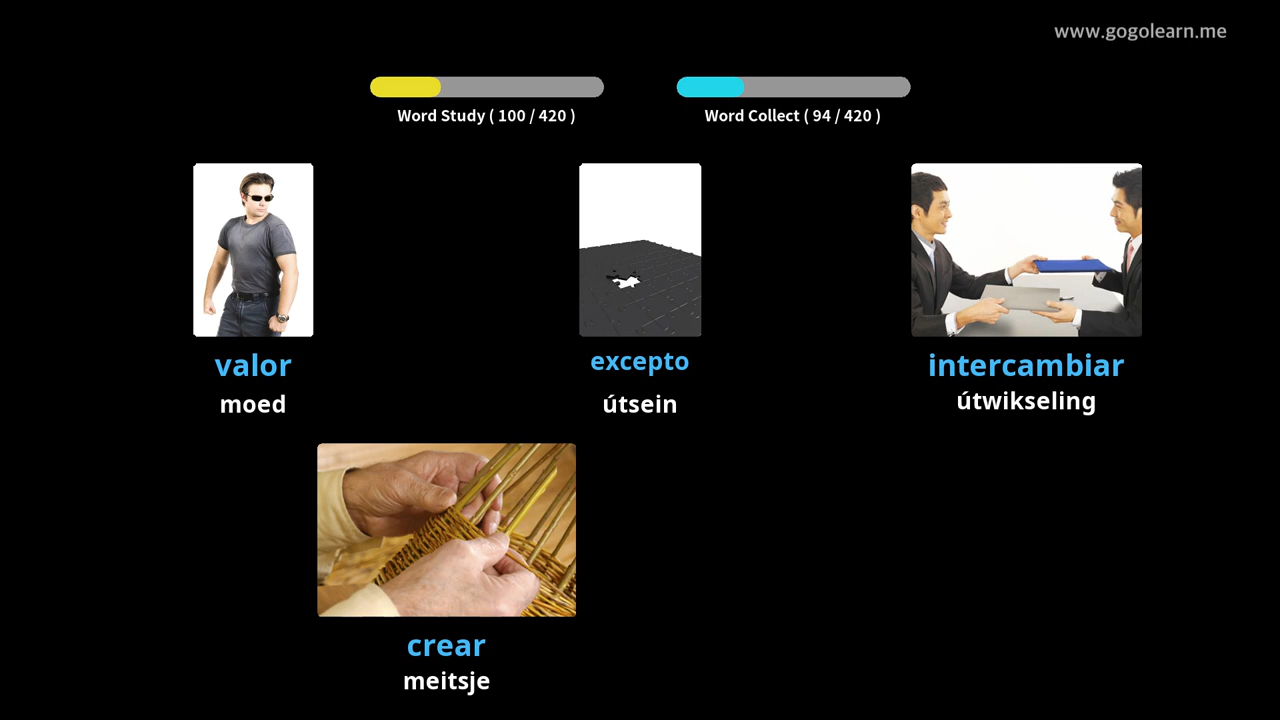 www.gogolearn.me
Word Study ( 100 / 420 )
Word Collect ( 94 / 420 )
valor
moed
excepto
útsein
intercambiar
útwikseling
crear
meitsje